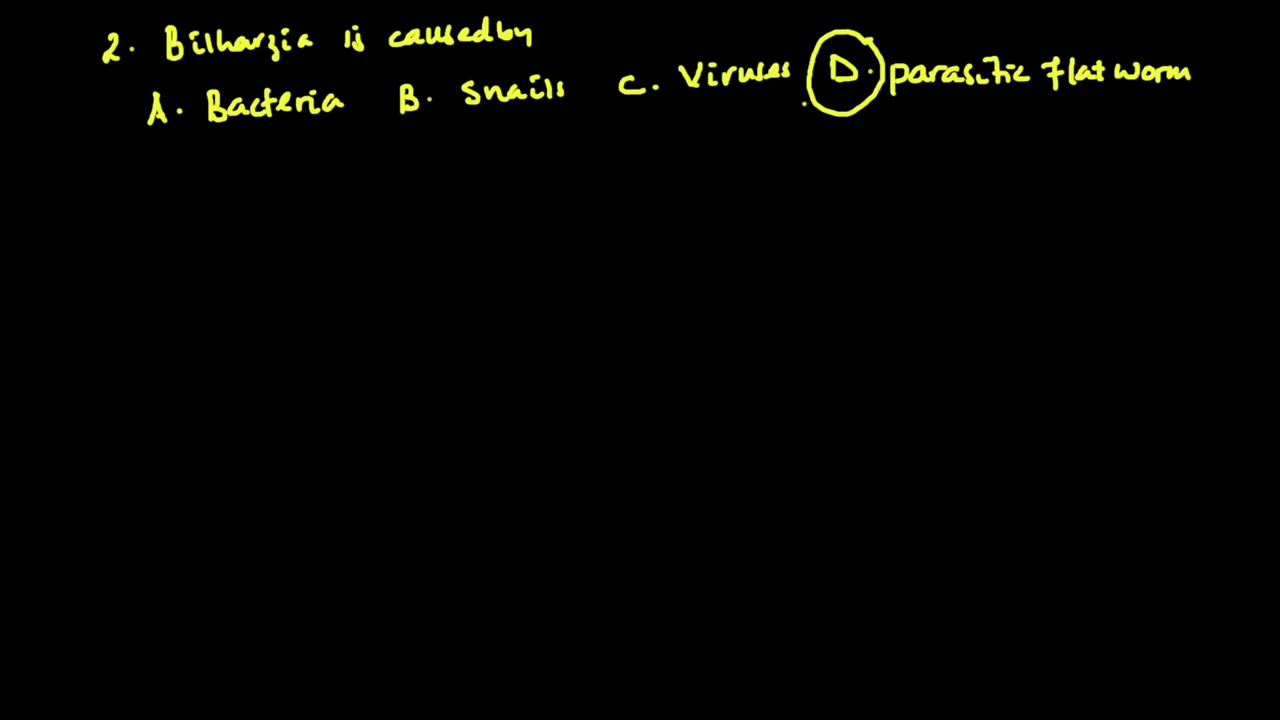 2. Bilharzia is caused by
A. Bacteria B. Snails C. Viruses D. parasitic flat worm